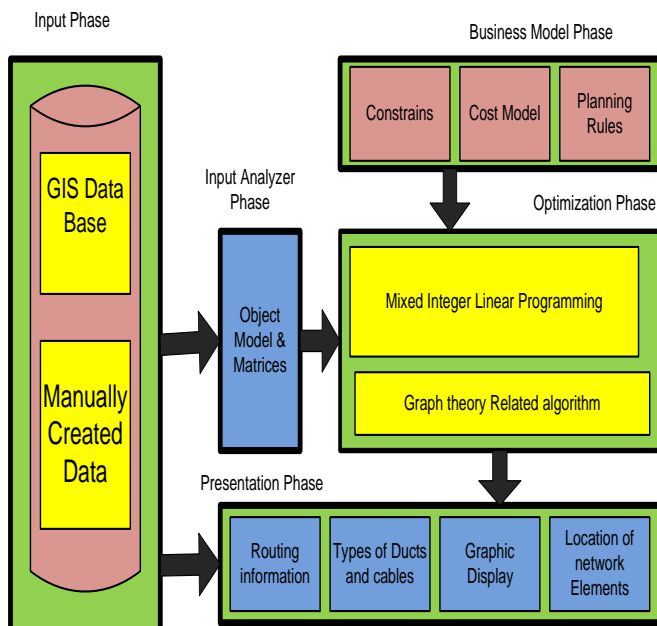 Input Phase
GIS Data
Base
Manually
Created
Data
Input Analyzer
Phase
Object
Model &
Matrices
Business Model Phase
Constrains
Cost Model
Planning
Rules
Optimization Phase
Mixed Integer Linear Programming
Graph theory Related algorithm
Presentation Phase
Routing
information
Types of Ducts
and cables
Graphic
Display
Location of
network
Elements